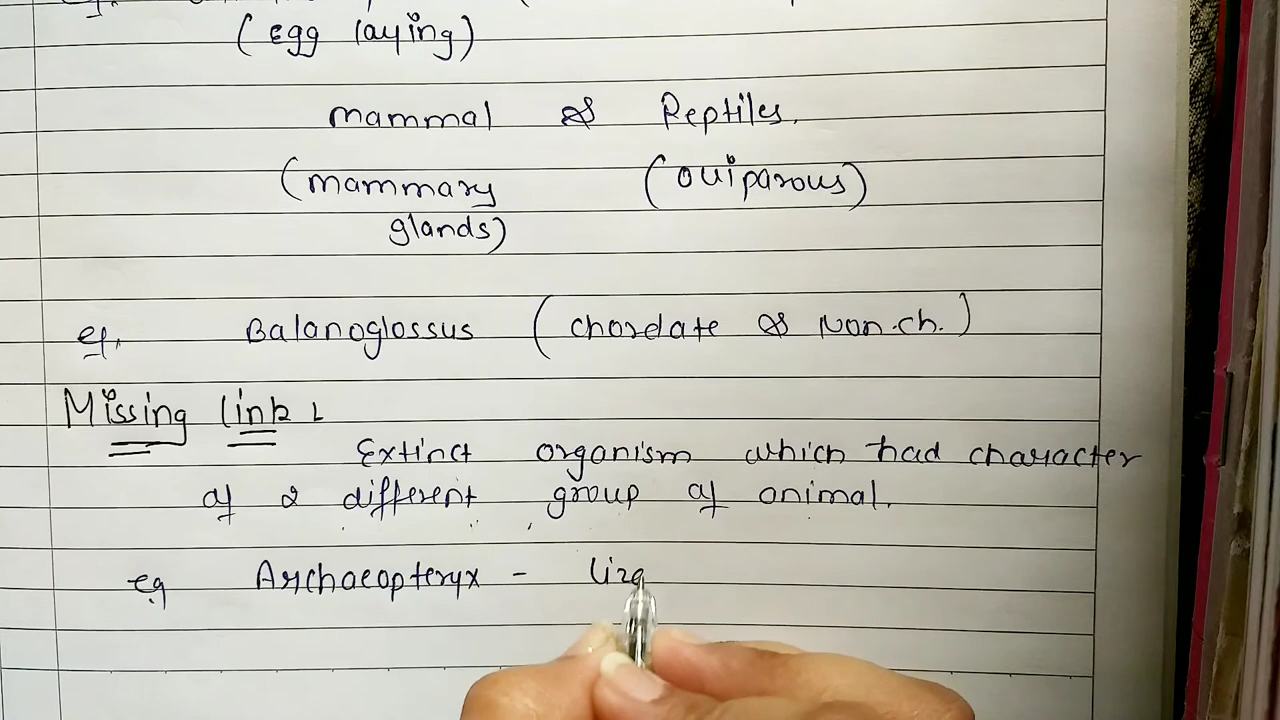 (Egg laying)
mammal & Reptiles.
(mammary (oviparous)
glands)
eg. Balanoglossus (chordate & Non.ch.)
Missing link :
Extinct organism which had character
of 2 different group of animal.
eg Archaeopteryx - liza